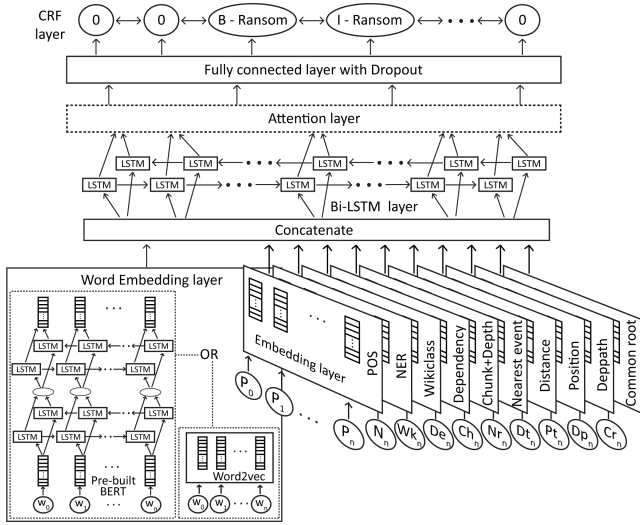 CRF layer
0 0 B - Ransom I - Ransom · · · 0
Fully connected layer with Dropout
Attention layer
LSTM LSTM · · · LSTM · · · LSTM LSTM
LSTM LSTM · · · LSTM · · · LSTM LSTM
Bi-LSTM layer
Concatenate
Word Embedding layer
· · ·
LSTM LSTM · · · LSTM
LSTM LSTM · · · LSTM
LSTM LSTM · · · LSTM
LSTM LSTM · · · LSTM
Pre-built
BERT
w0 w1 · · · wn
OR
· · ·
Word2vec
w0 w1 · · · wn
· · ·
Embedding layer
POS
NER
Wikiclass
Dependency
Chunk+Depth
Nearest event
Distance
Position
Deppath
Common root
P0 P1 · · · Pn Nn Wkn Den Chn Nrn Dtn Ptn Dpn Crn